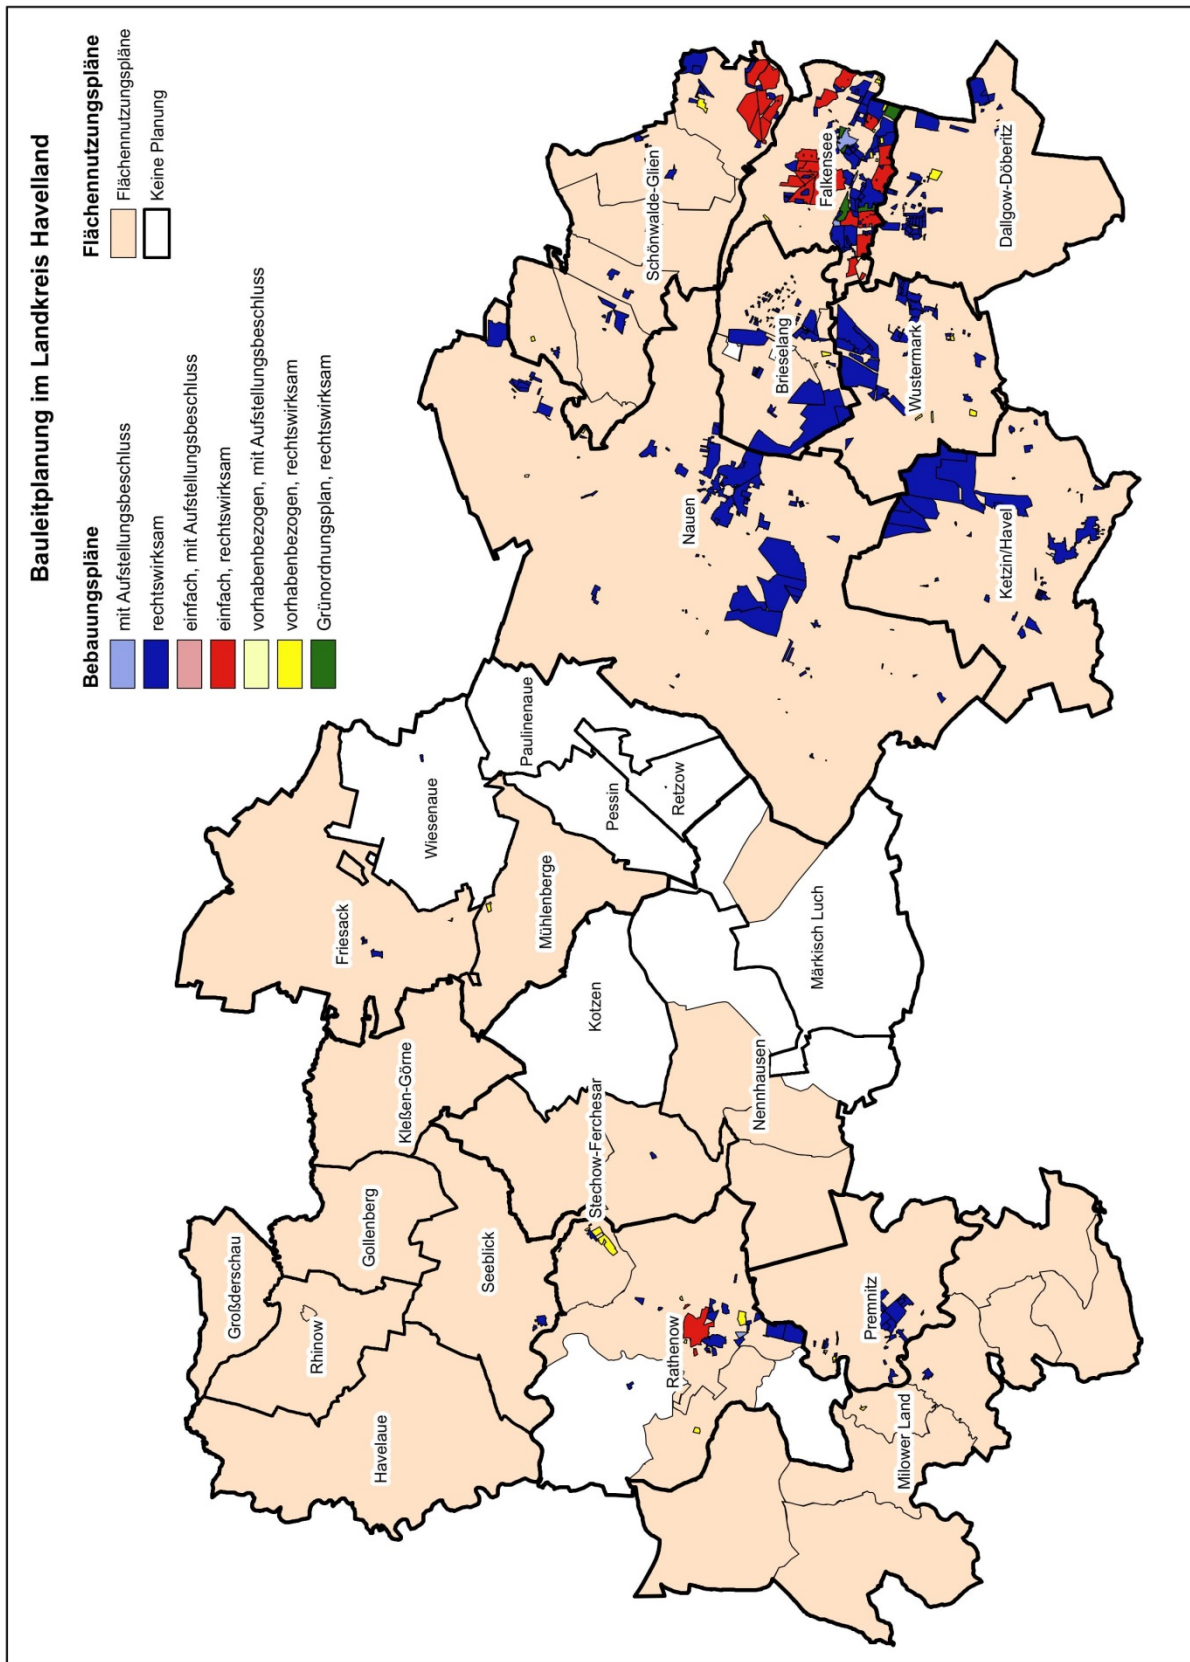 Bauleitplanung im Landkreis Havelland
Bebauungspläne
mit Aufstellungsbeschluss
rechtswirksam
einfach, mit Aufstellungsbeschluss
einfach, rechtswirksam
vorhabenbezogen, mit Aufstellungsbeschluss
vorhabenbezogen, rechtswirksam
Grünordnungsplan, rechtswirksam
Flächennutzungspläne
Flächennutzungspläne
Keine Planung
Großderschau
Rhinow
Gollenberg
Havelaue
Seeblick
Kleßen-Görne
Friesack
Wiesenaue
Paulinenaue
Mühlenberge
Pessin
Retzow
Kotzen
Stechow-Ferchesar
Rathenow
Nennhausen
Märkisch Luch
Premnitz
Milower Land
Nauen
Schönwalde-Glien
Brieselang
Falkensee
Wustermark
Dallgow-Döberitz
Ketzin/Havel